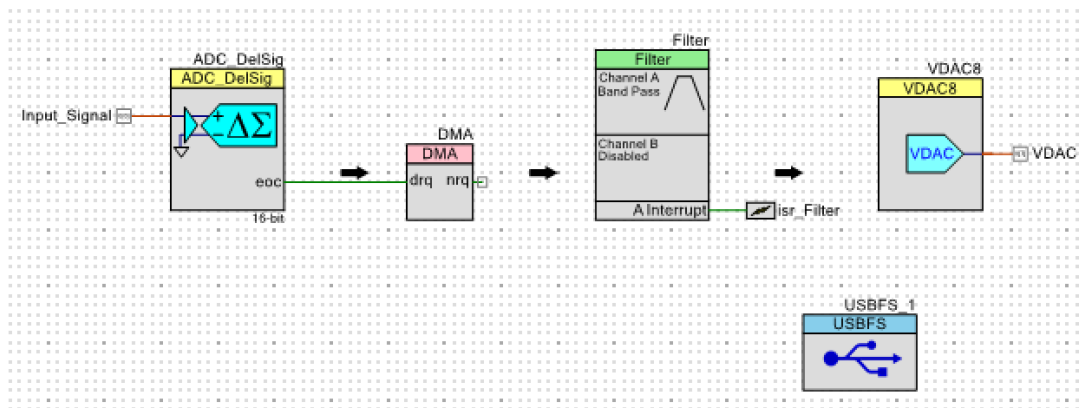 ADC_DelSig
ADC_DelSig
Input_Signal
+
-
ΔΣ
eoc
16-bit
DMA
DMA
drq nrq
Filter
Filter
Channel A
Band Pass
Channel B
Disabled
A Interrupt
isr_Filter
VDAC8
VDAC8
VDAC
VDAC
USBFS_1
USBFS